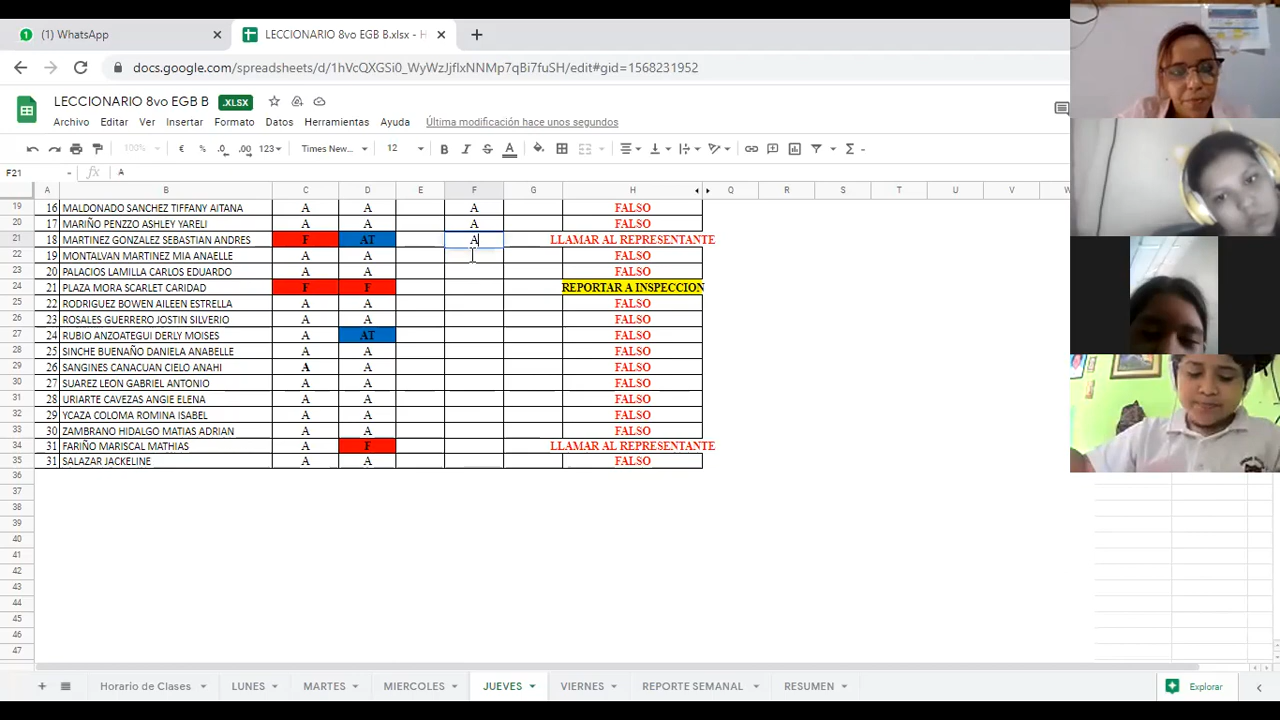 (1) WhatsApp
LECCIONARIO 8vo EGB B.xlsx - H
docs.google.com/spreadsheets/d/1hVcQXGSi0_WyWzJjflxNNMp7qBi7fuSH/edit#gid=1568231952
LECCIONARIO 8vo EGB B .XLSX
Archivo Editar Ver Insertar Formato Datos Herramientas Ayuda Última modificación hace unos segundos
100% € % .0 .00 123 Times New... 12 B I S A
F21 fx A
A B C D E F G H Q R S T U V W
19 16 MALDONADO SANCHEZ TIFFANY AITANA A A A FALSO
20 17 MARIÑO PENZZO ASHLEY YARELI A A A FALSO
21 18 MARTINEZ GONZALEZ SEBASTIAN ANDRES F AT A LLAMAR AL REPRESENTANTE
22 19 MONTALVAN MARTINEZ MIA ANAELLE A A FALSO
23 20 PALACIOS LAMILLA CARLOS EDUARDO A A FALSO
24 21 PLAZA MORA SCARLET CARIDAD F F REPORTAR A INSPECCION
25 22 RODRIGUEZ BOWEN AILEEN ESTRELLA A A FALSO
26 23 ROSALES GUERRERO JOSTIN SILVERIO A A FALSO
27 24 RUBIO ANZOATEGUI DERLY MOISES A AT FALSO
28 25 SINCHE BUENAÑO DANIELA ANABELLE A A FALSO
29 26 SANGINES CANACUAN CIELO ANAHI A A FALSO
30 27 SUAREZ LEON GABRIEL ANTONIO A A FALSO
31 28 URIARTE CAVEZAS ANGIE ELENA A A FALSO
32 29 YCAZA COLOMA ROMINA ISABEL A A FALSO
33 30 ZAMBRANO HIDALGO MATIAS ADRIAN A A FALSO
34 31 FARIÑO MARISCAL MATHIAS A F LLAMAR AL REPRESENTANTE
35 31 SALAZAR JACKELINE A A FALSO
36
37
38
39
40
41
42
43
44
45
46
47
Horario de Clases LUNES MARTES MIERCOLES JUEVES VIERNES REPORTE SEMANAL RESUMEN Explorar